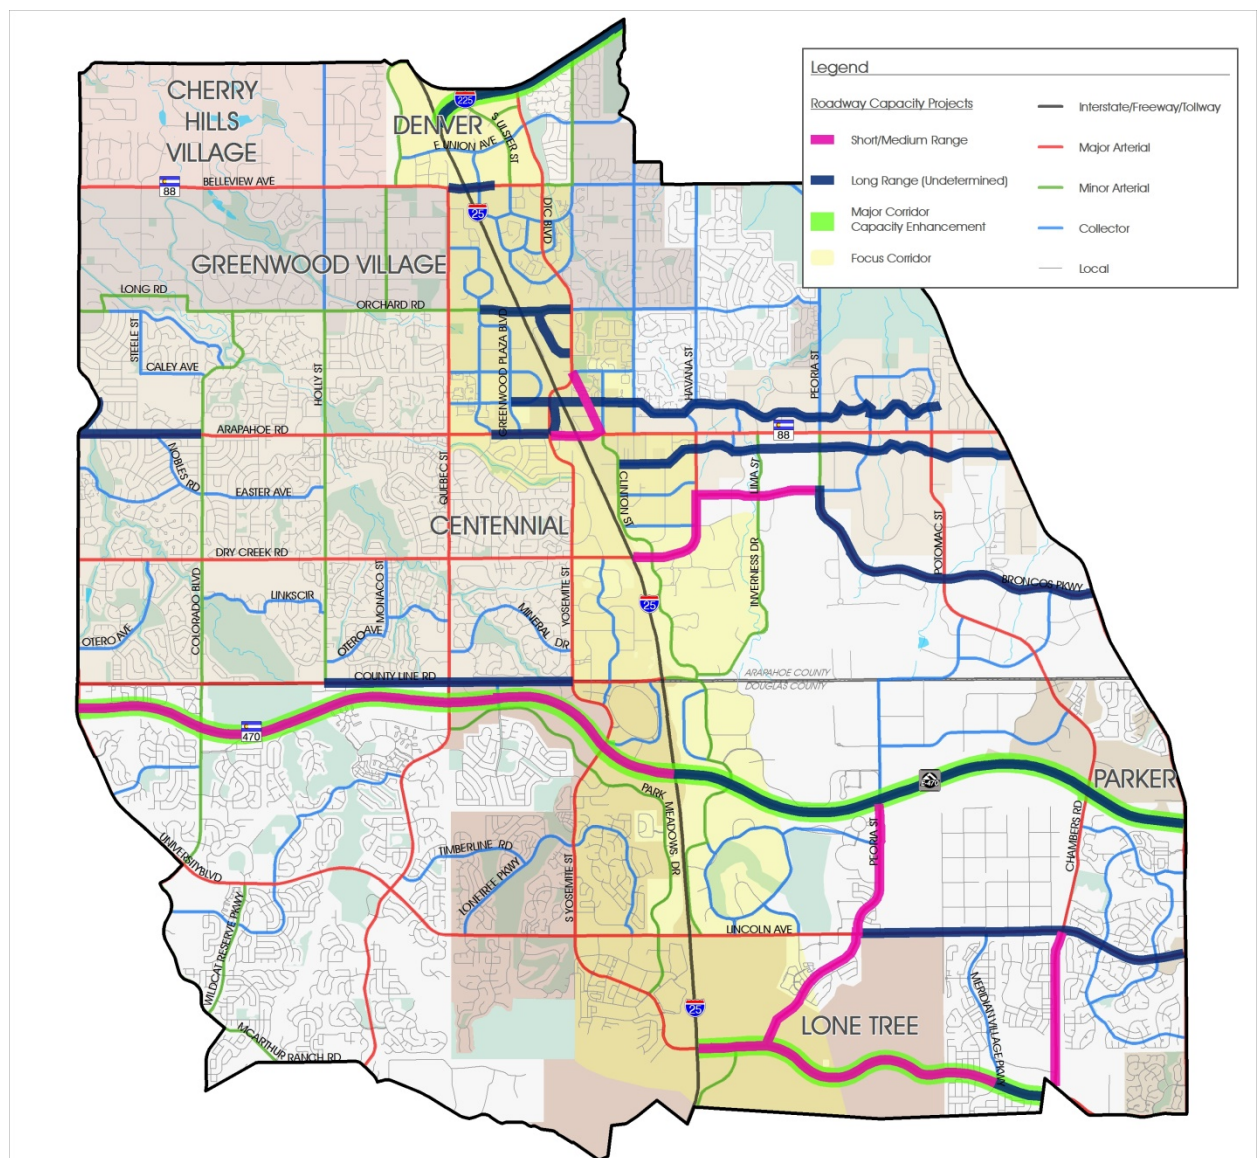 Legend
Roadway Capacity Projects
Short/Medium Range
Long Range (Undetermined)
Major Corridor
Capacity Enhancement
Focus Corridor
Interstate/Freeway/Tollway
Major Arterial
Minor Arterial
Collector
Local
CHERRY
HILLS
VILLAGE
DENVER
225
S ULSTER ST
E UNION AVE
88
BELLEVIEW AVE
25
DTC BLVD
GREENWOOD VILLAGE
LONG RD
ORCHARD RD
STEELE ST
CALEY AVE
HOLLY ST
GREENWOOD PLAZA BLVD
HAVANA ST
PEORIA ST
ARAPAHOE RD
88
NOBLES RD
EASTER AVE
QUEBEC ST
CLINTON ST
LIMA ST
CENTENNIAL
POTOMAC ST
DRY CREEK RD
INVERNESS DR
BRONCOS PKWY
COLORADO BLVD
LINKSCIR
MONACO ST
YOSEMITE ST
25
OTERO AVE
OTERO AVE
MINERAL DR
COUNTY LINE RD
ARAPAHOE COUNTY
DOUGLAS COUNTY
470
PARK MEADOWS DR
PARKER
PEORIA ST
CHAMBERS RD
UNIVERSITY BLVD
TIMBERLINE RD
LONETREE PKWY
S YOSEMITE ST
LINCOLN AVE
WILDCAT RESERVE PKWY
MERIDIAN VILLAGE PKWY
25
LONE TREE
MCARTHUR RANCH RD